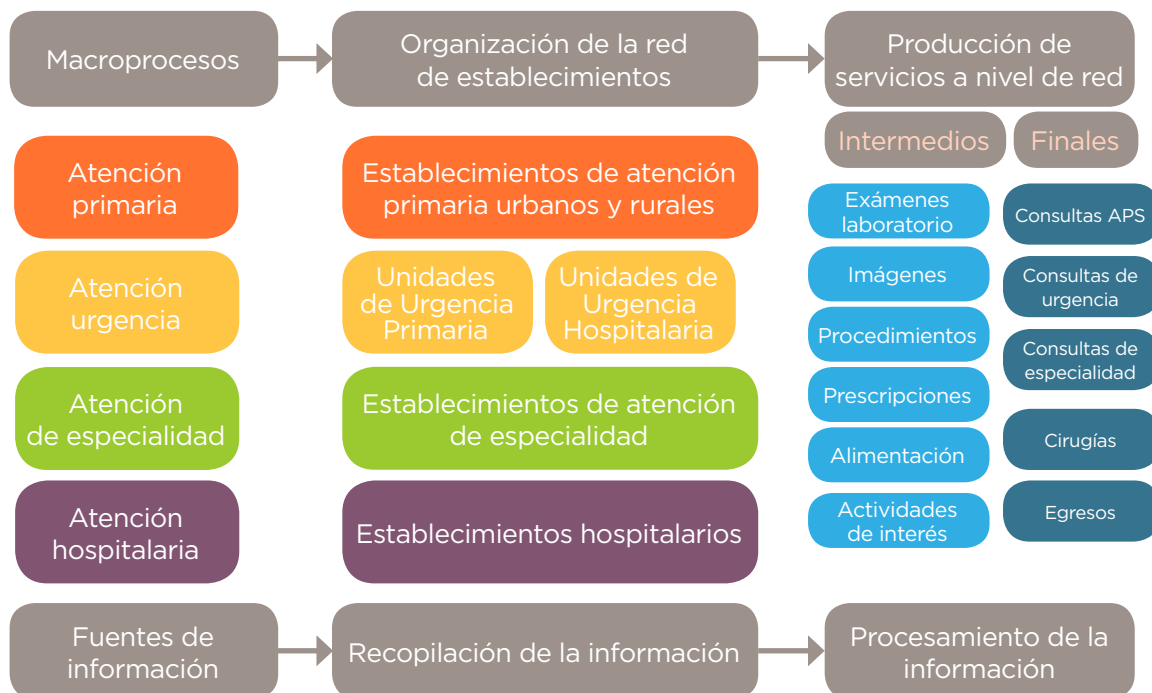 Macroprocesos
Organización de la red
de establecimientos
Producción de
servicios a nivel de red
Intermedios
Finales
Atención
primaria
Establecimientos de atención
primaria urbanos y rurales
Atención
urgencia
Unidades
de Urgencia
Primaria
Unidades de
Urgencia
Hospitalaria
Atención
de especialidad
Establecimientos de atención
de especialidad
Atención
hospitalaria
Establecimientos hospitalarios
Exámenes
laboratorio
Imágenes
Procedimientos
Prescripciones
Alimentación
Actividades
de interés
Consultas APS
Consultas de
urgencia
Consultas de
especialidad
Cirugías
Egresos
Fuentes de
información
Recopilación de la información
Procesamiento de la
información